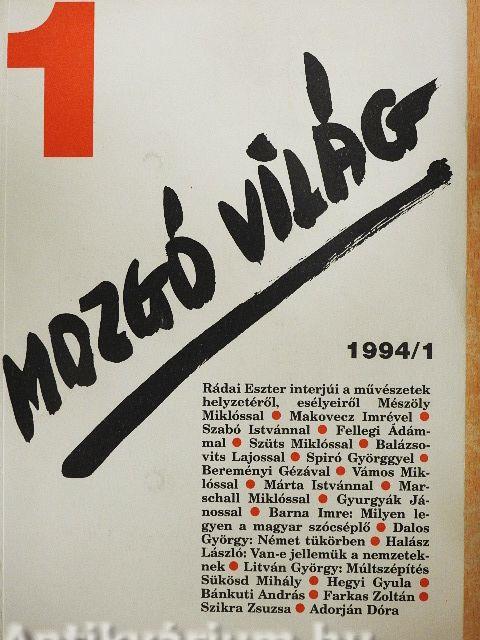 1
MOZGÓ VILÁG
1994/1
Rádai Eszter interjúi a művészetek
helyzetéről, esélyeiről Mészöly
Miklóssal ● Makovecz Imrével ●
Szabó Istvánnal ● Fellegi Ádám-
mal ● Szüts Miklóssal ● Balázso-
vits Lajossal ● Spiró Györggyel ●
Bereményi Gézával ● Vámos Mik-
lóssal ● Márta Istvánnal ● Mar-
schall Miklóssal ● Gyurgyák Já-
nossal ● Barna Imre: Milyen le-
gyen a magyar szócséplő ● Dalos
György: Német tükörben ● Halász
László: Van-e jellemük a nemzetek-
nek ● Litván György: Múltszépítés
Sükösd Mihály ● Hegyi Gyula ●
Bánkuti András ● Farkas Zoltán ●
Szikra Zsuzsa ● Adorján Dóra
Antikvárium.hu